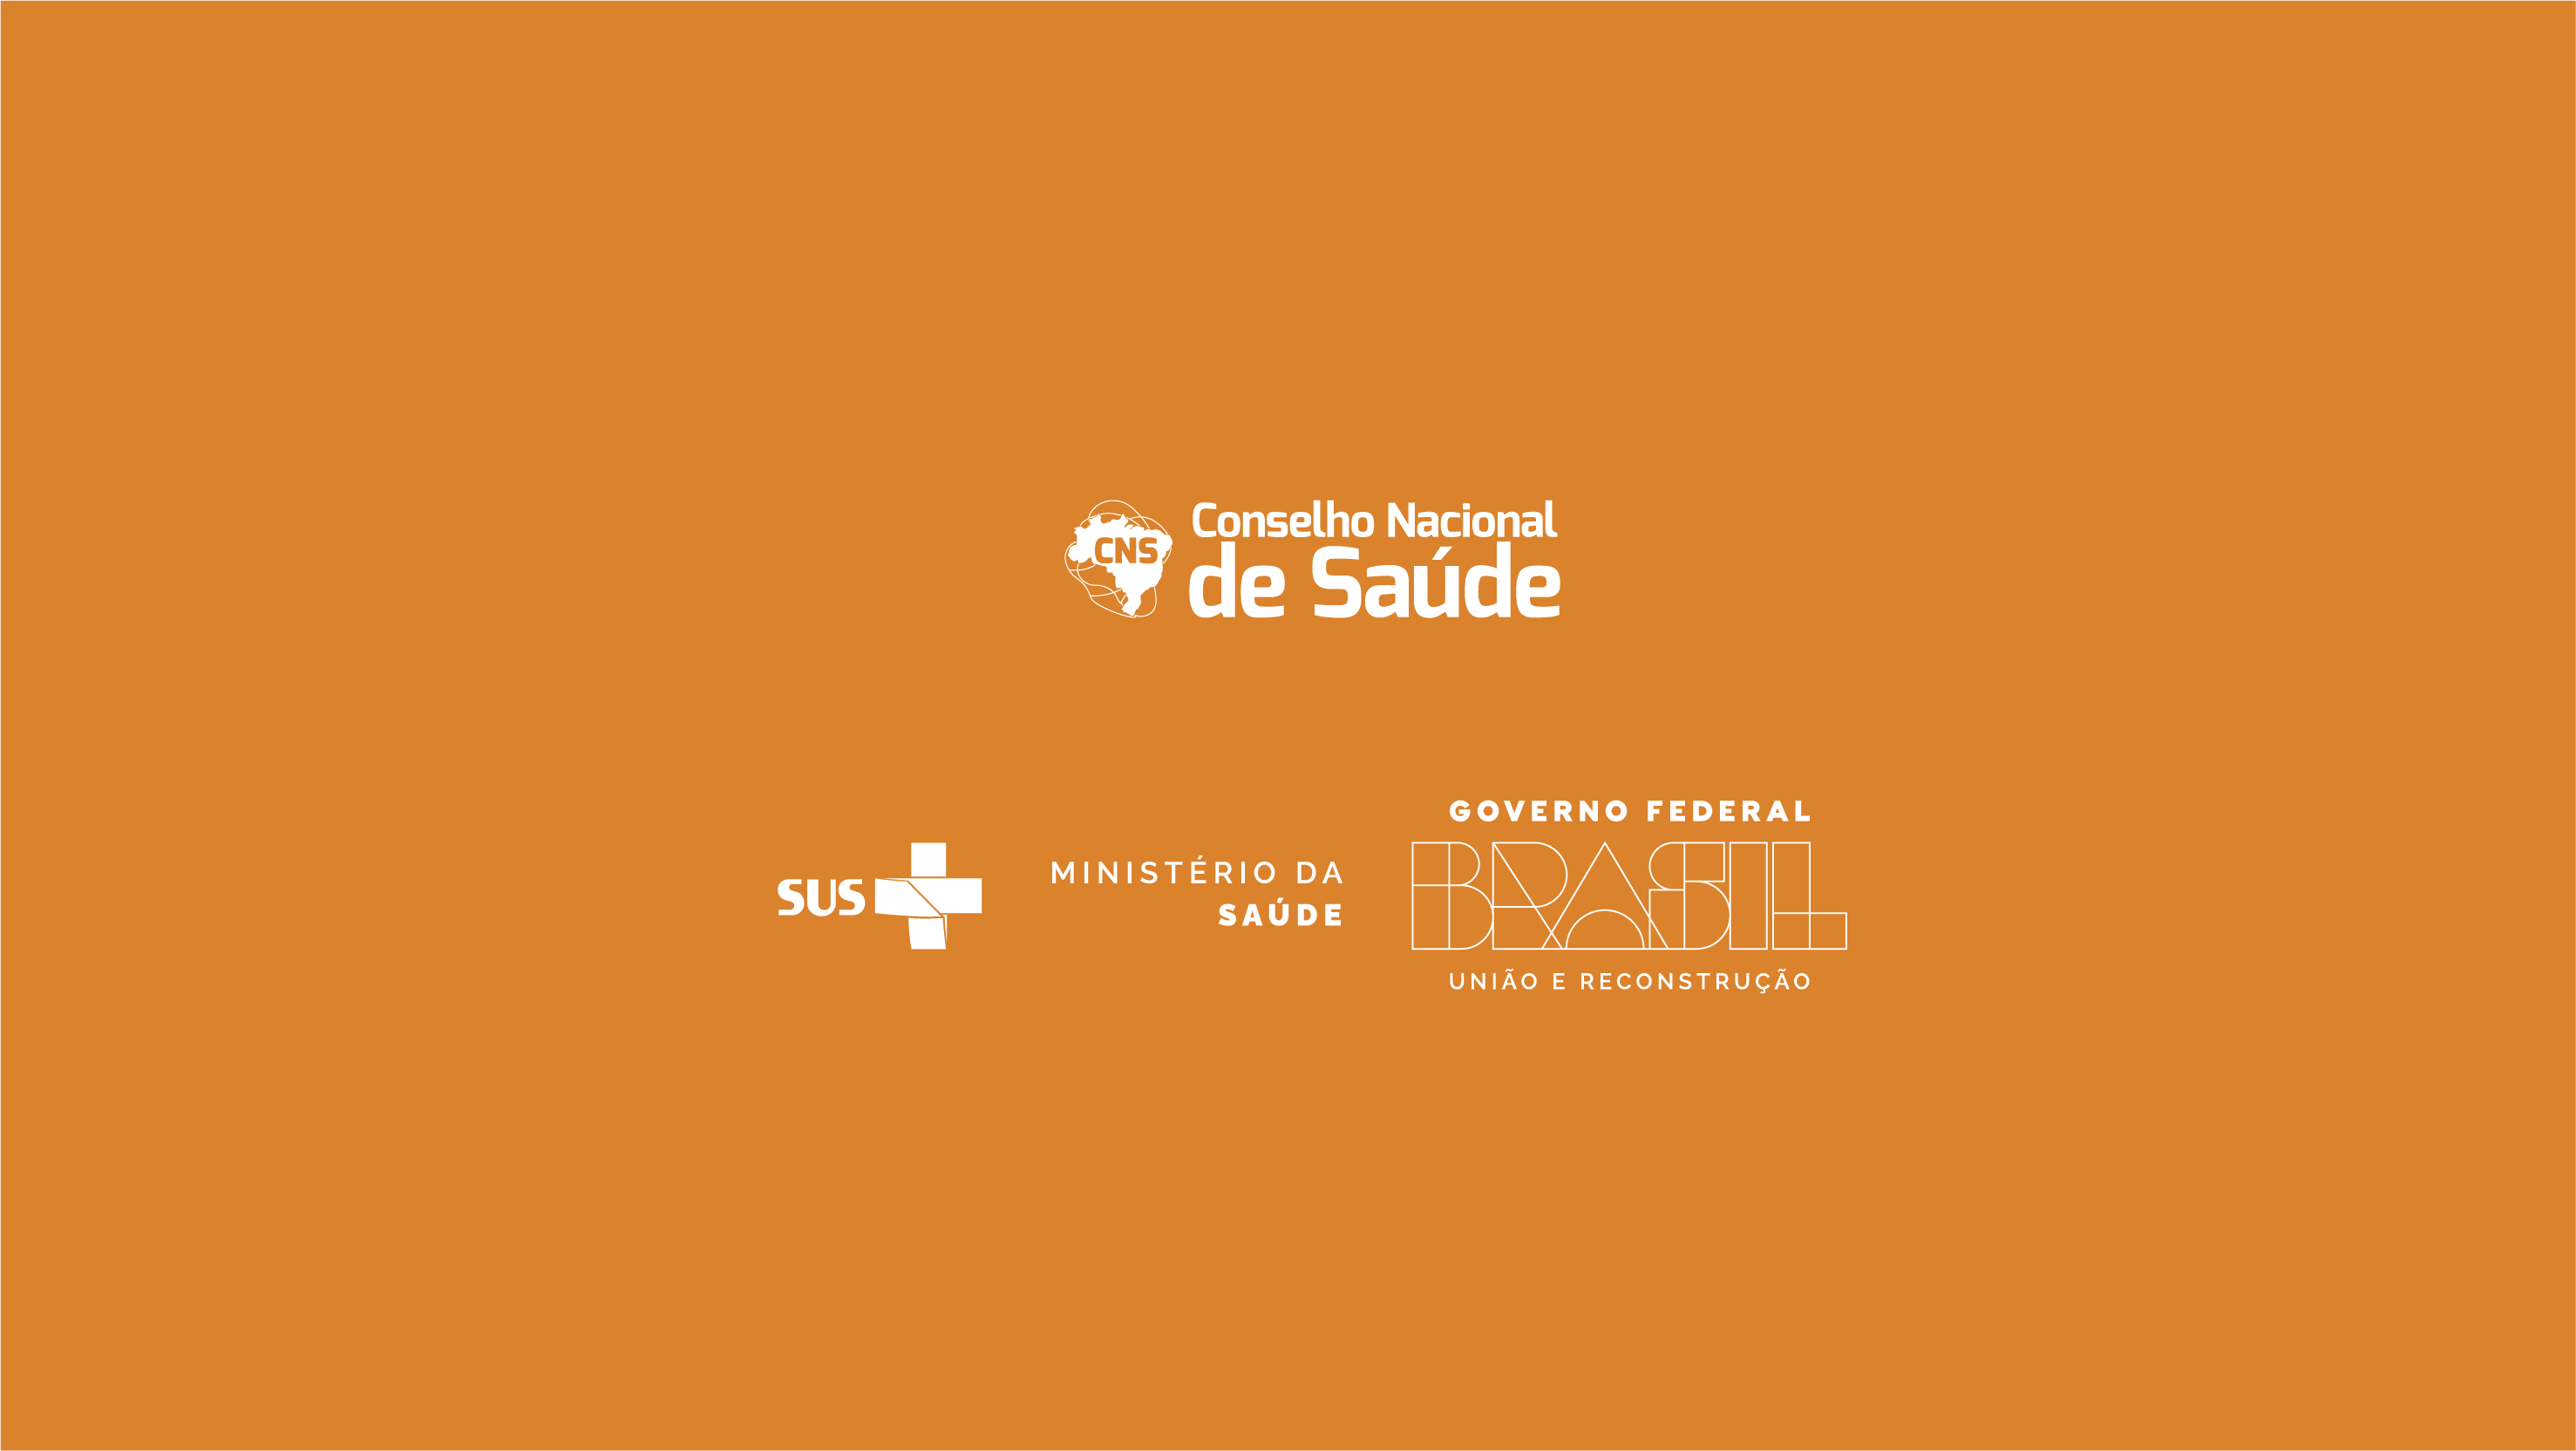 CNS
Conselho Nacional
de Saúde
SUS
MINISTÉRIO DA
SAÚDE
GOVERNO FEDERAL
BRASIL
UNIÃO E RECONSTRUÇÃO